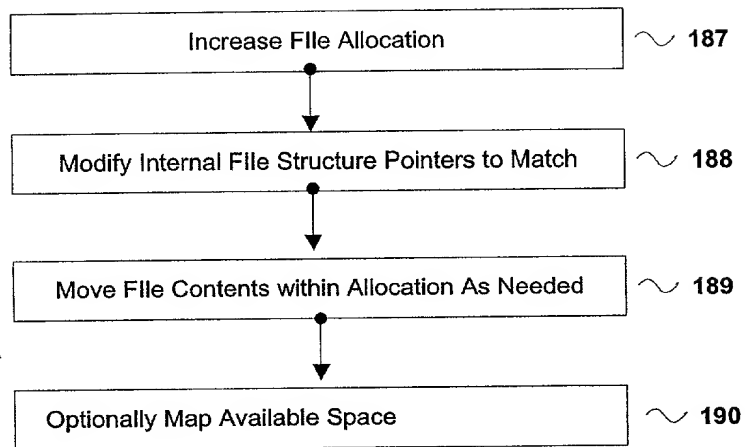 Increase FIle Allocation 187
Modify Internal FIle Structure Pointers to Match 188
Move FIle Contents within Allocation As Needed 189
Optionally Map Available Space 190